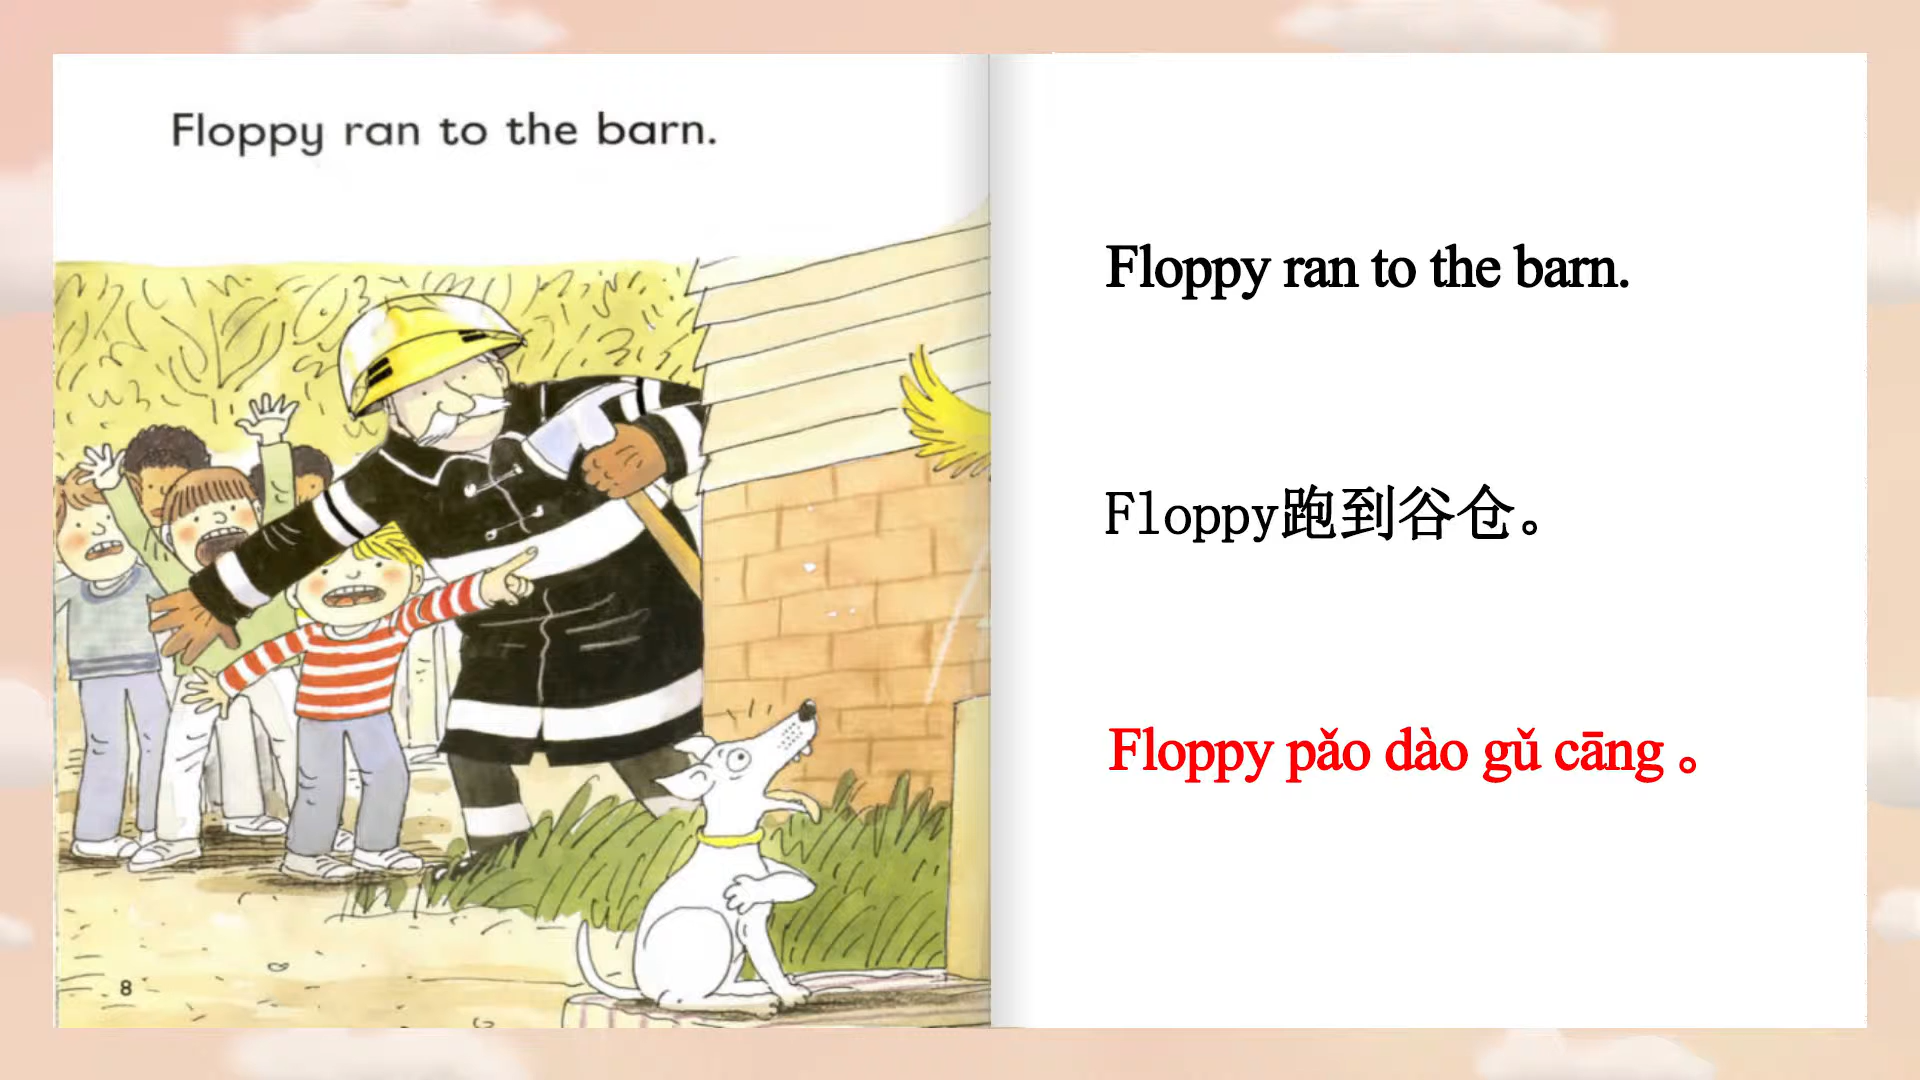 Floppy ran to the barn.
8
Floppy ran to the barn.
Floppy跑到谷仓。
Floppy pǎo dào gǔ cāng 。